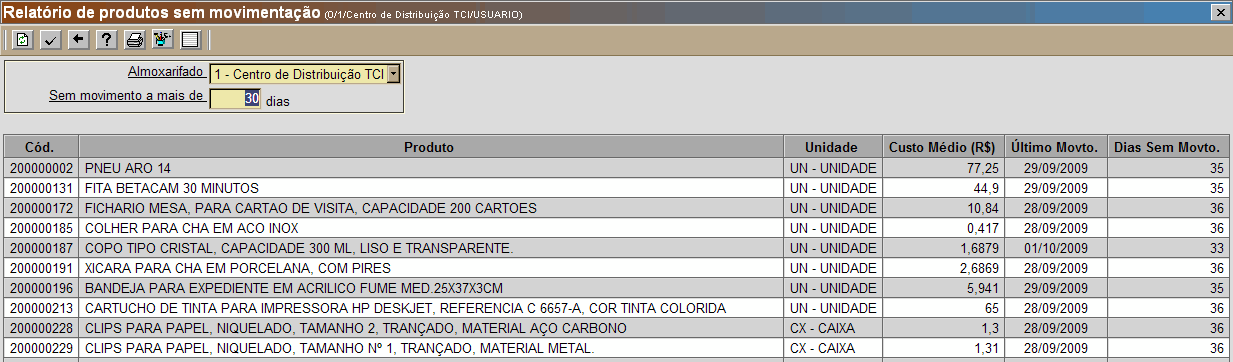 Relatório de produtos sem movimentação (0/1/Centro de Distribuição TCI/USUARIO)
Almoxarifado 1 - Centro de Distribuição TCI
Sem movimento a mais de 30 dias
Cód. Produto Unidade Custo Médio (R$) Último Movto. Dias Sem Movto.
200000002 PNEU ARO 14 UN - UNIDADE 77,25 29/09/2009 35
200000131 FITA BETACAM 30 MINUTOS UN - UNIDADE 44,9 29/09/2009 35
200000172 FICHARIO MESA, PARA CARTAO DE VISITA, CAPACIDADE 200 CARTOES UN - UNIDADE 10,84 28/09/2009 36
200000185 COLHER PARA CHA EM ACO INOX UN - UNIDADE 0,417 28/09/2009 36
200000187 COPO TIPO CRISTAL, CAPACIDADE 300 ML, LISO E TRANSPARENTE. UN - UNIDADE 1,6879 01/10/2009 33
200000191 XICARA PARA CHA EM PORCELANA, COM PIRES UN - UNIDADE 2,6869 28/09/2009 36
200000196 BANDEJA PARA EXPEDIENTE EM ACRILICO FUME MED.25X37X3CM UN - UNIDADE 5,941 29/09/2009 35
200000213 CARTUCHO DE TINTA PARA IMPRESSORA HP DESKJET, REFERENCIA C 6657-A, COR TINTA COLORIDA UN - UNIDADE 65 28/09/2009 36
200000228 CLIPS PARA PAPEL, NIQUELADO, TAMANHO 2, TRANÇADO, MATERIAL AÇO CARBONO CX - CAIXA 1,3 28/09/2009 36
200000229 CLIPS PARA PAPEL, NIQUELADO, TAMANHO Nº 1, TRANÇADO, MATERIAL METAL. CX - CAIXA 1,31 28/09/2009 36